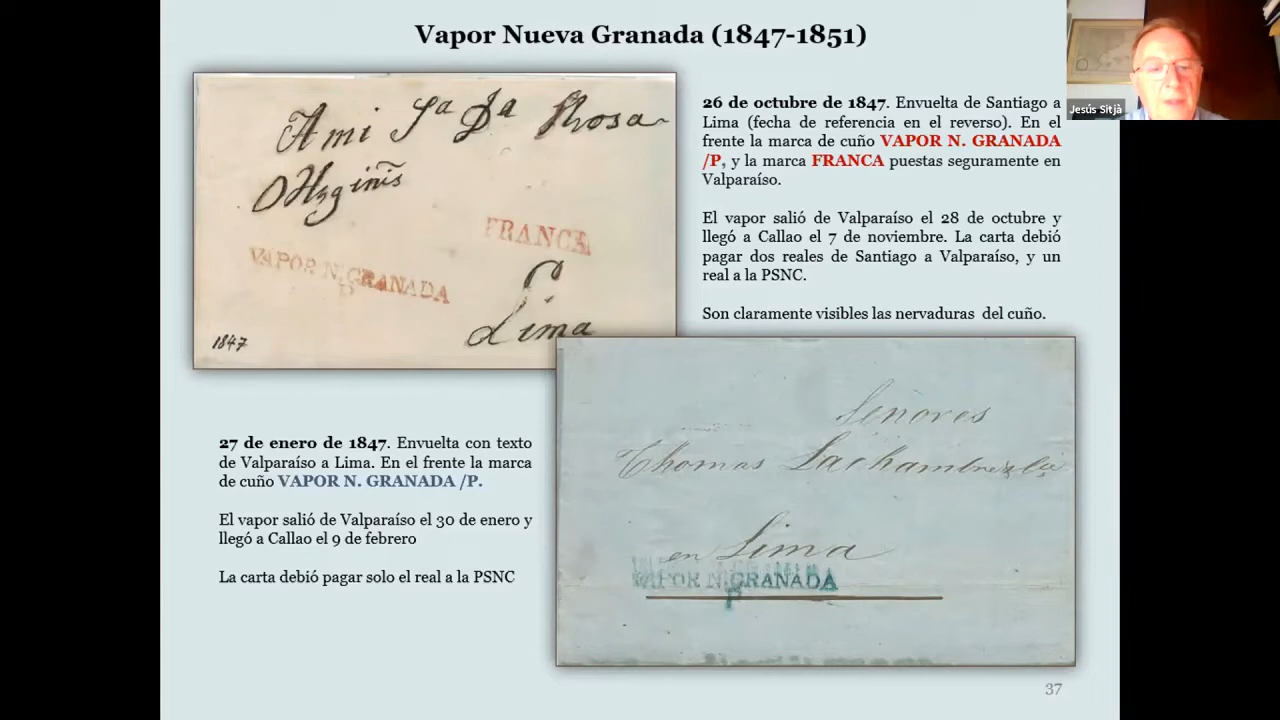 Vapor Nueva Granada (1847-1851)
Jesús Sitjà
A mi Sª Dª Rosa
OHiginis
FRANCA
VAPOR N. GRANADA
P
Lima
1847
26 de octubre de 1847. Envuelta de Santiago a
Lima (fecha de referencia en el reverso). En el
frente la marca de cuño VAPOR N. GRANADA
/P, y la marca FRANCA puestas seguramente en
Valparaíso.
El vapor salió de Valparaíso el 28 de octubre y
llegó a Callao el 7 de noviembre. La carta debió
pagar dos reales de Santiago a Valparaíso, y un
real a la PSNC.
Son claramente visibles las nervaduras del cuño.
27 de enero de 1847. Envuelta con texto
de Valparaíso a Lima. En el frente la marca
de cuño VAPOR N. GRANADA /P.
El vapor salió de Valparaíso el 30 de enero y
llegó a Callao el 9 de febrero
La carta debió pagar solo el real a la PSNC
Señores
Thomas Lachambre &
en Lima
VAPOR N. GRANADA
P
37